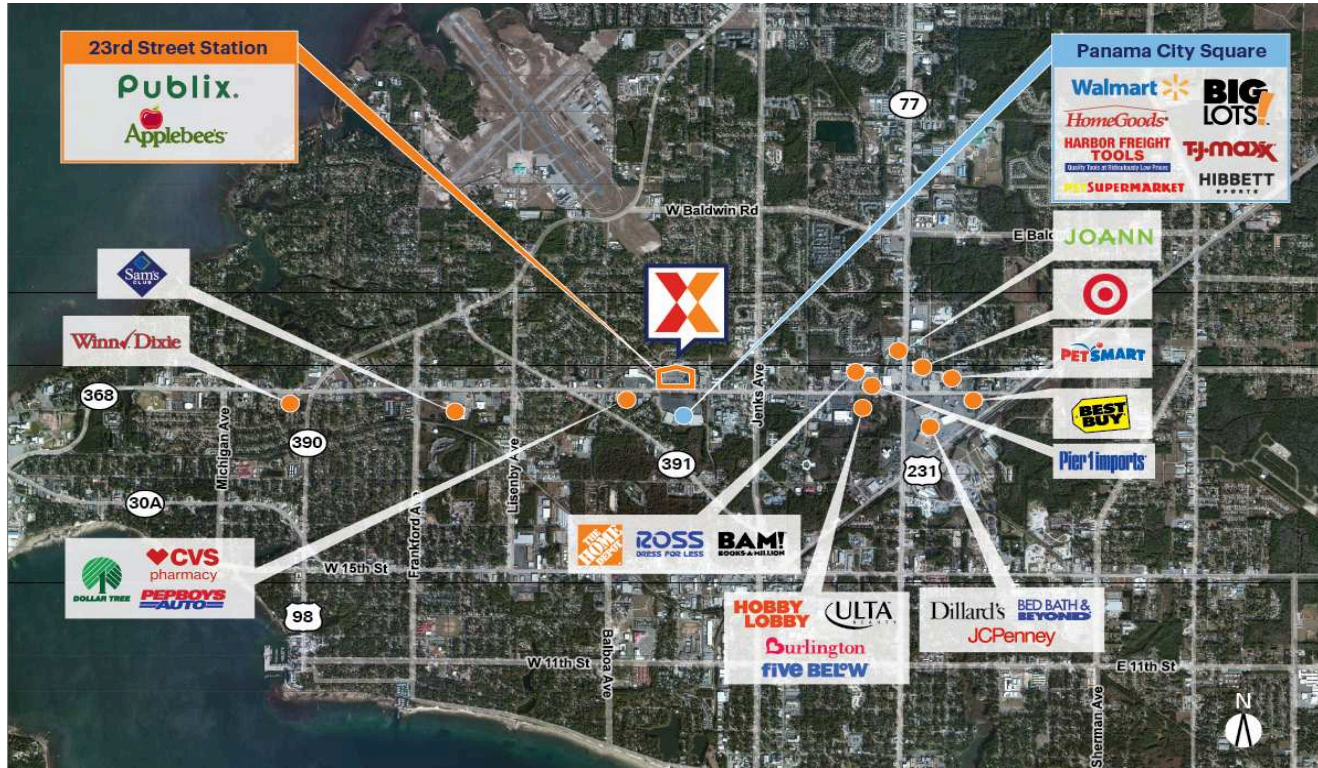 23rd Street Station
Publix.
Applebee's
Panama City Square
Walmart
BIG
LOTS!
HomeGoods
HARBOR FREIGHT
TOOLS
Quality Tools at Ridiculously Low Prices
T·J·maxx
PET SUPERMARKET
HIBBETT
SPORTS
77
W Baldwin Rd
E Bald
JOANN
Sam's
CLUB
Winn Dixie
PETSMART
BEST
BUY
Pier 1 imports
368
Michigan Ave
390
Frankford Ave
Lisenby Ave
391
Jenks Ave
231
30A
THE
HOME
DEPOT
ROSS
DRESS FOR LESS
BAM!
BOOKS-A-MILLION
W 15th St
DOLLAR TREE
CVS
pharmacy
PEPBOYS
AUTO
98
HOBBY
LOBBY
ULTA
BEAUTY
Burlington
five BELOW
Dillard's
BED BATH &
BEYOND
JCPenney
Balboa Ave
W 11th St
E 11th St
Sherman Ave
N